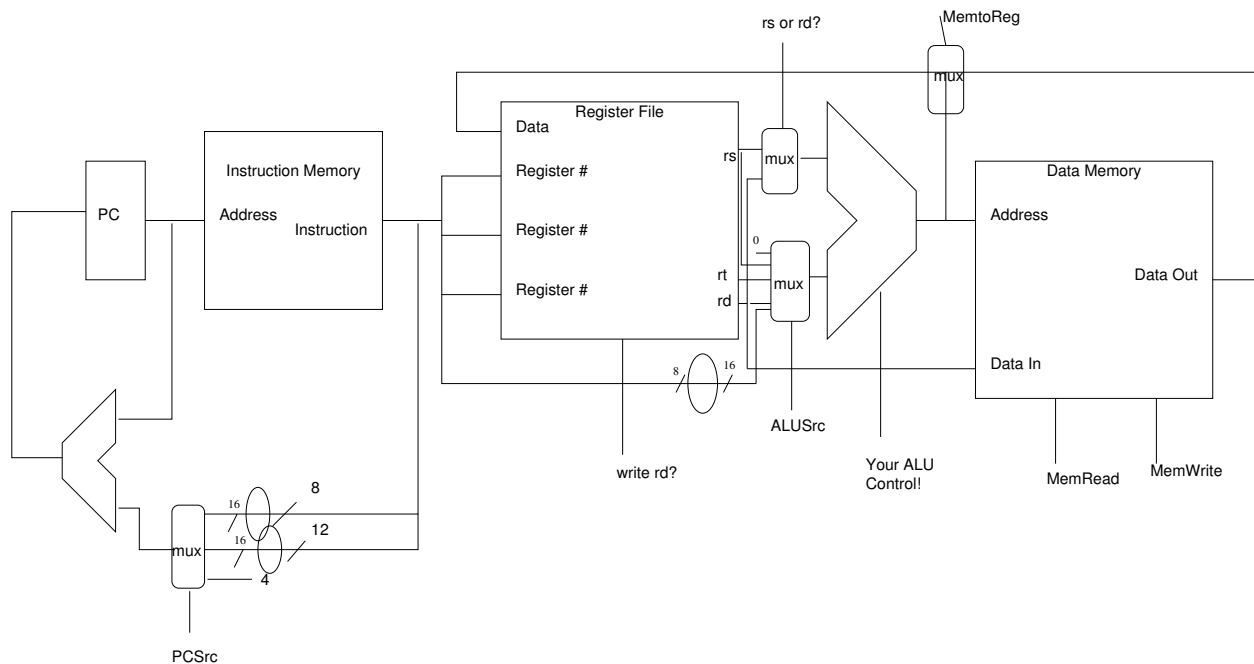 MemtoReg
rs or rd?
mux
Register File
Data
Instruction Memory
rs
mux
Register #
Data Memory
PC
Address
Instruction
Register #
Address
0
rt
mux
Data Out
Register #
rd
8
16
Data In
ALUSrc
write rd?
Your ALU
Control!
MemRead
MemWrite
16
8
16
12
mux
4
PCSrc